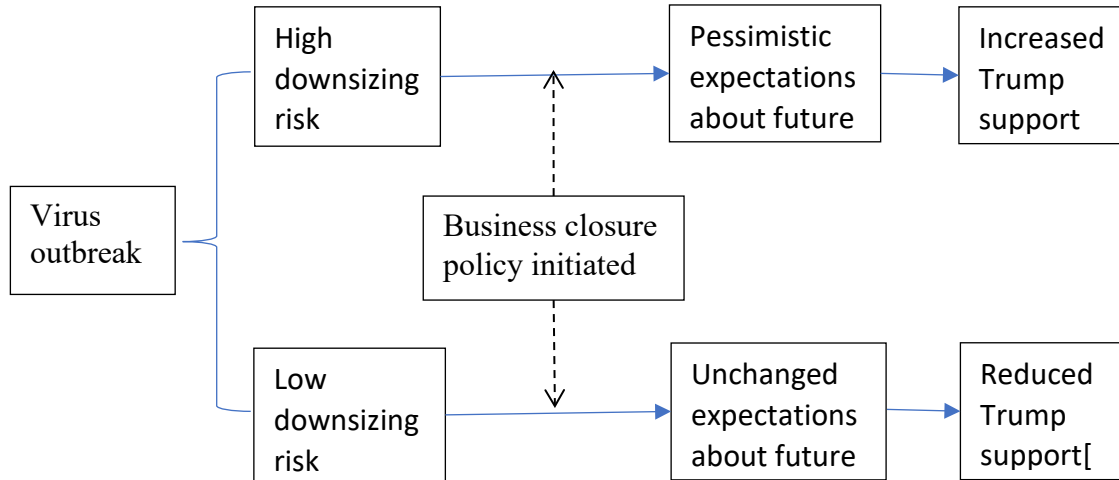 High
downsizing
risk
Pessimistic
expectations
about future
Increased
Trump
support
Virus
outbreak
Business closure
policy initiated
Low
downsizing
risk
Unchanged
expectations
about future
Reduced
Trump
support[